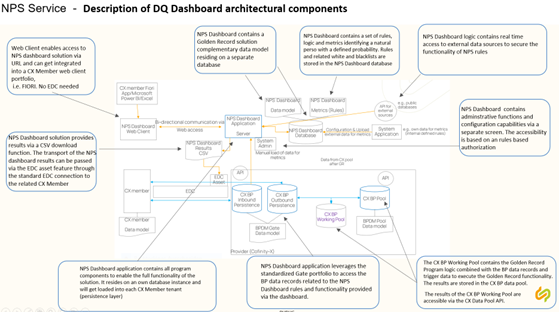 NPS Service - Description of DQ Dashboard architectural components
NPS Dashboard contains a
Golden Record solution
complementary data model
residing on a separate
database
NPS Dashboard contains a set of rules,
logic and metrics identifying a natural
perso with a defined probability. Rules
and related white and blacklists are
stored in the NPS Dashboard database
NPS Dashboard logic contains real time
access to external data sources to secure the
functionality of NPS rules
Web Client enables access to
NPS dashboard solution via
URL and can get integrated
into a CX Member web client
portfolio,
i.e. FIORI. No EDC needed
CX member Fiori
App/Microsoft
Power BI/Excel
NPS Dashboard
Web Client
Bi-directional communication via
Web access
NPS Dashboard
Application
Server
NPS Dashboard
Data model
NPS Dashboard
Metrics (Rules)
NPS Dashboard
Database
API for
external
sources
e.g. public
databases
Configuration & upload
external data for
metrics
System
Application
e.g. own data for metrics
System
Admin
Manual load of data for
metrics
NPS Dashboard contains
adminstrative functions and
configuration capabilities via a
separate screen. The accessibility
is based on an rules based
authorization
NPS Dashboard solution provides
results via a CSV download
function. The transport of the NPS
dashboard results can be passed
via the EDC asset feature through
the standard EDC connection to
the related CX Member
NPS Dashboard
Results
CSV
EDC
Asset
API
Data from CX pool
after GR
API
CX member
EDC
CX BP
Inbound
Persistence
CX BP
Outbound
Persistence
CX BP
Working Pool
CX BP Pool
CX member
Data model
BPDM Gate
Data model
BPDM Pool
Data Model
Provider (Cofinity-X)
NPS Dashboard application contains all program
components to enable the full functionality of the
solution. It resides on own database instance and
will get loaded into each CX Member tenant
(persistence layer)
NPS Dashboard application leverages the
standardized Gate portfolio to access the
BP data records related to the NPS
Dashboard rules and functionality provided
via the dashboard.
The CX BP Working Pool contains the Golden Record
Program logic combined with the BP data records and
trigger data to execute the Golden Record functionality.
The results are stored in the CX BP data pool.
The results of the CX BP Working Pool are
accessible via the CX Data Pool API.